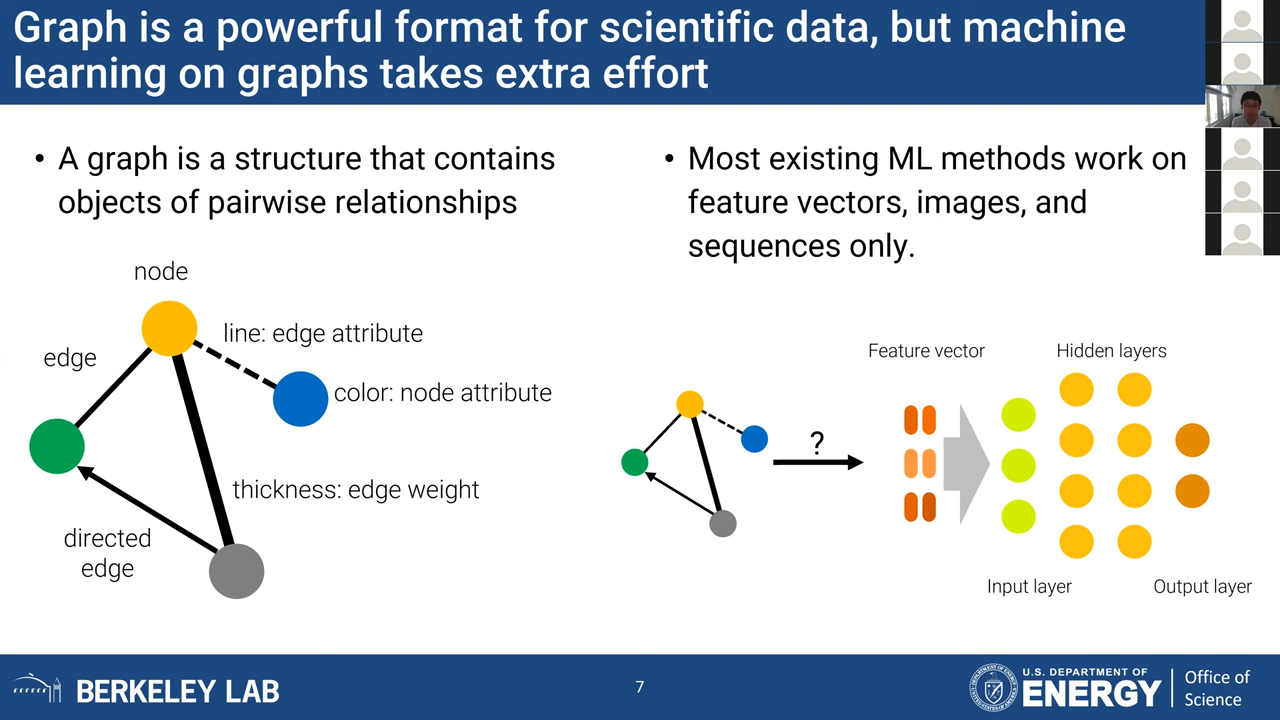 Graph is a powerful format for scientific data, but machine
learning on graphs takes extra effort
• A graph is a structure that contains
objects of pairwise relationships
node
line: edge attribute
edge
color: node attribute
thickness: edge weight
directed
edge
• Most existing ML methods work on
feature vectors, images, and
sequences only.
Feature vector
Hidden layers
?
Input layer
Output layer
BERKELEY LAB
7
U.S. DEPARTMENT OF
ENERGY
Office of
Science